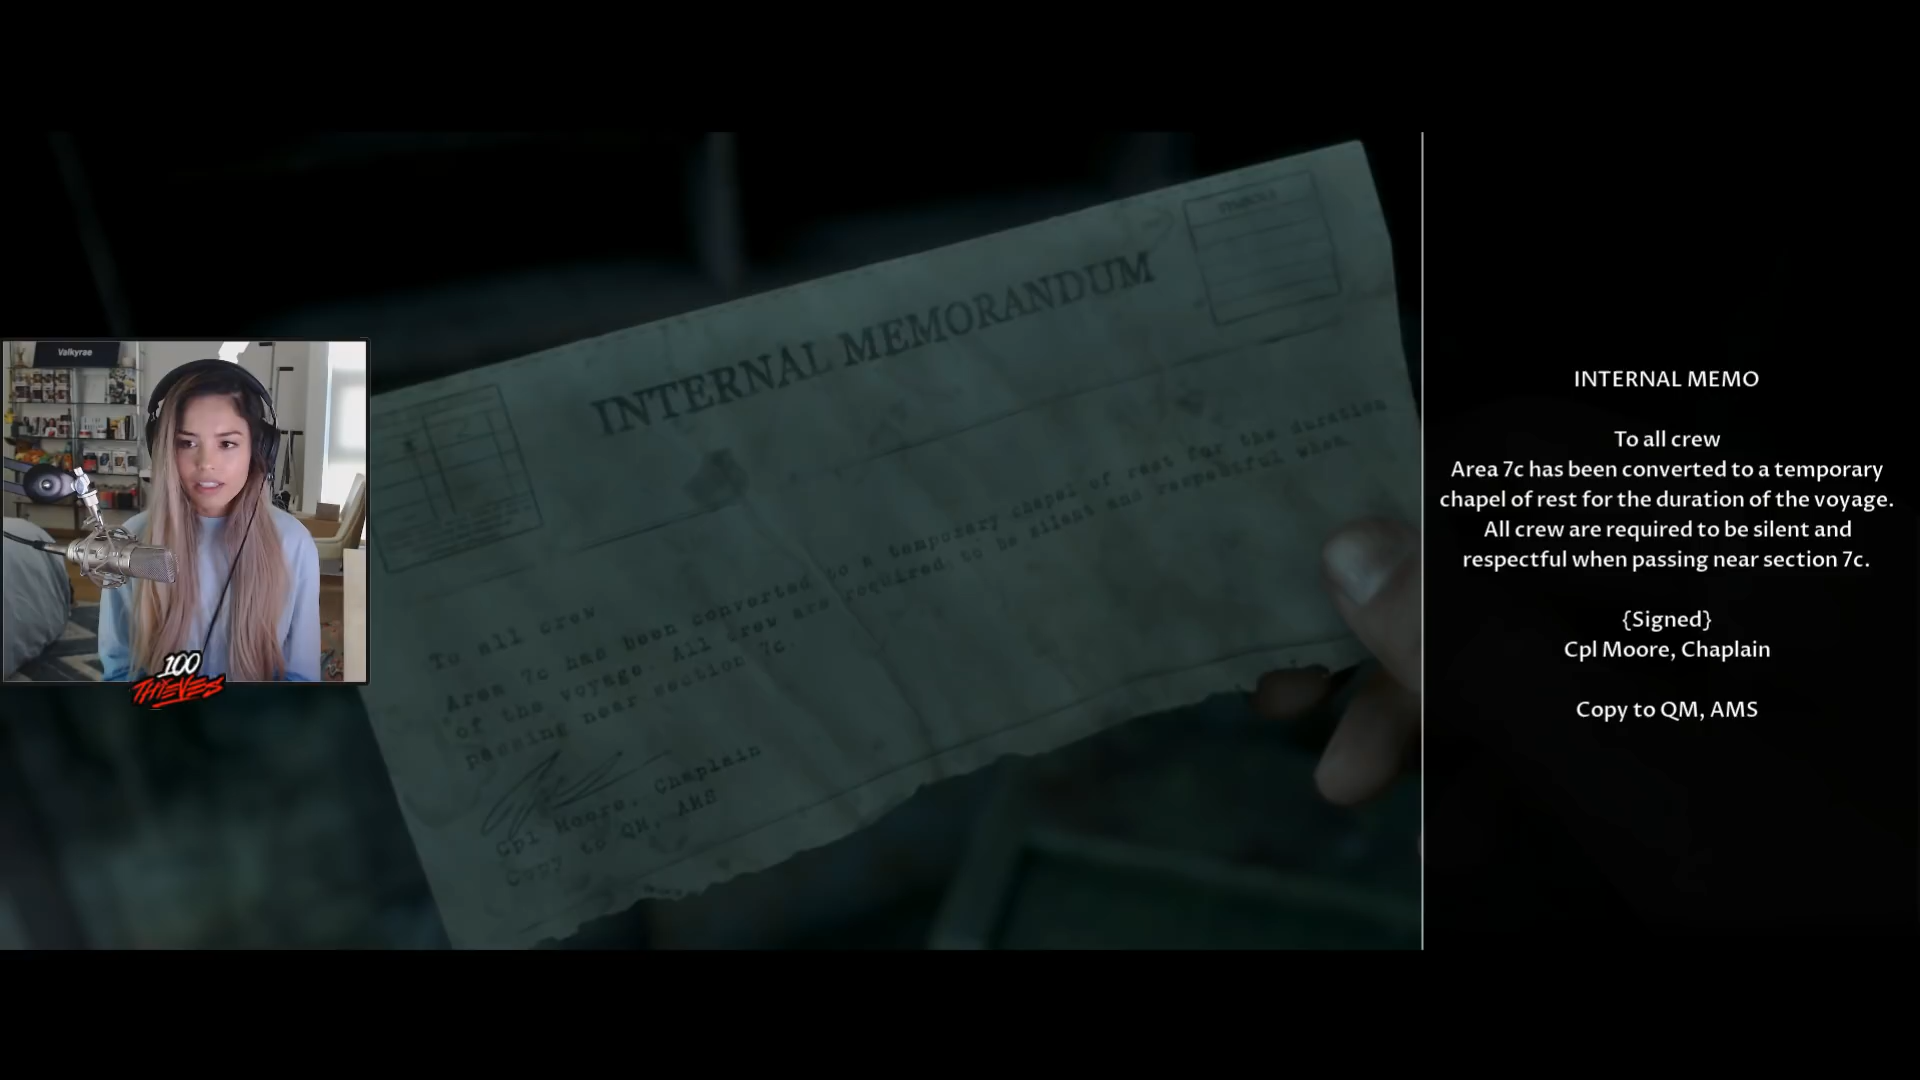 Valkyrae
100
THIEVES
INTERNAL MEMORANDUM
To all crew
Area 7c has been converted to a temporary chapel of rest for the duration
of the voyage. All crew are required to be silent and respectful when
passing near section 7c.
Cpl Moore, Chaplain
Copy to QM, AMS
INTERNAL MEMO
To all crew
Area 7c has been converted to a temporary
chapel of rest for the duration of the voyage.
All crew are required to be silent and
respectful when passing near section 7c.
{Signed}
Cpl Moore, Chaplain
Copy to QM, AMS